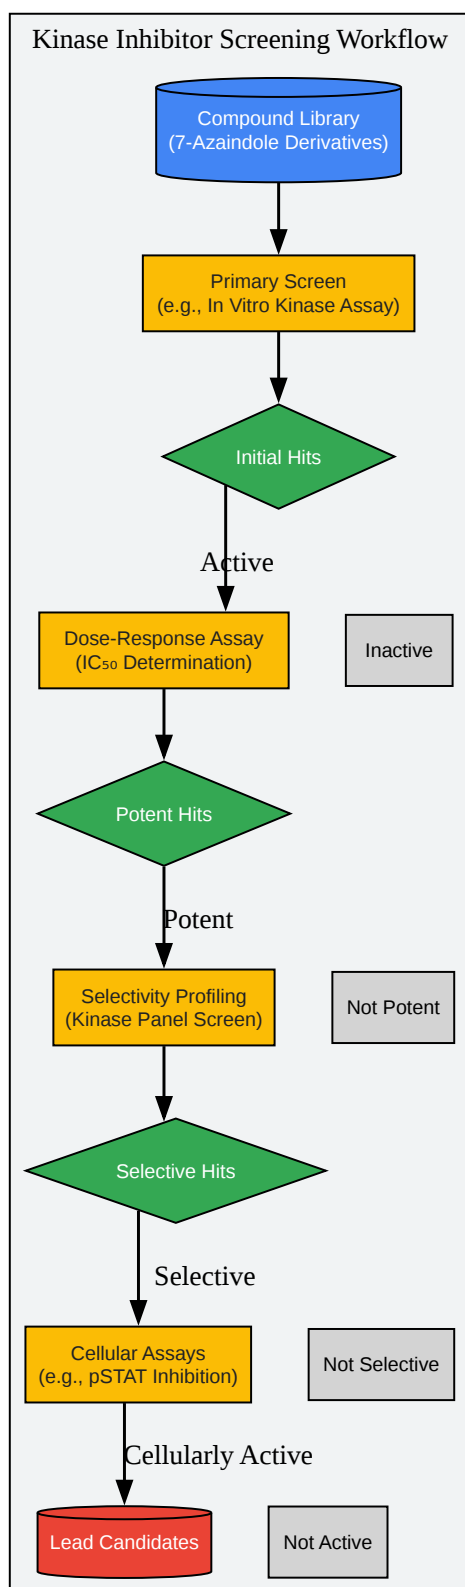 Kinase Inhibitor Screening Workflow
Compound Library
(7-Azaindole Derivatives)
Primary Screen
(e.g., In Vitro Kinase Assay)
Initial Hits
Active
Dose-Response Assay
(IC₅₀ Determination)
Inactive
Potent Hits
Potent
Selectivity Profiling
(Kinase Panel Screen)
Not Potent
Selective Hits
Selective
Cellular Assays
(e.g., pSTAT Inhibition)
Not Selective
Cellularly Active
Lead Candidates
Not Active